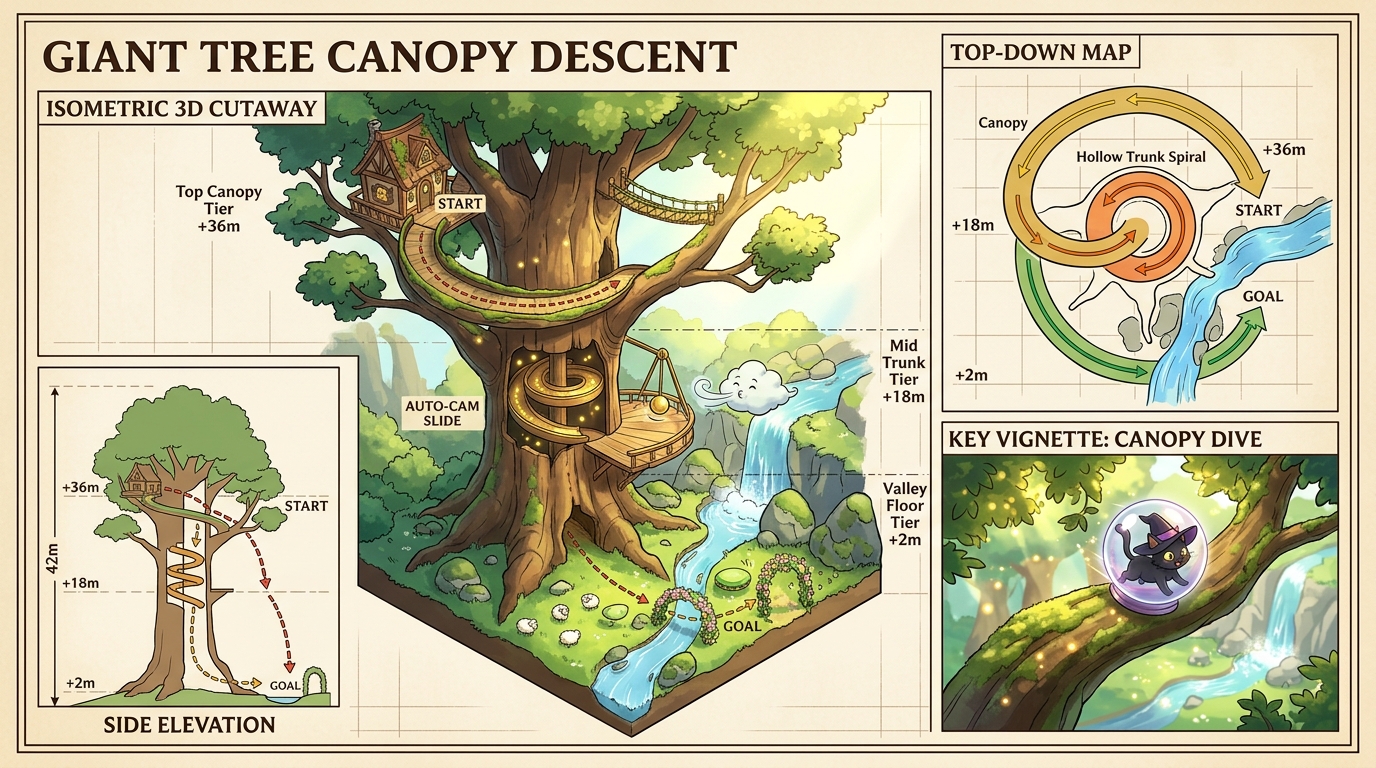 GIANT TREE CANOPY DESCENT
ISOMETRIC 3D CUTAWAY
Top Canopy
Tier
+36m
START
AUTO-CAM
SLIDE
Mid
Trunk
Tier
+18m
Valley
Floor
Tier
+2m
GOAL
+36m
START
42m
+18m
+2m
GOAL
SIDE ELEVATION
TOP-DOWN MAP
Canopy
+36m
Hollow Trunk Spiral
START
+18m
GOAL
+2m
KEY VIGNETTE: CANOPY DIVE